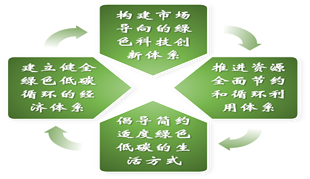 构建市场
导向的绿
色科技创
新体系
推进资源
全面节约
和循环利
用体系
倡导简约
适度绿色
低碳的生
活方式
建立健全
绿色低碳
循环的经
济体系